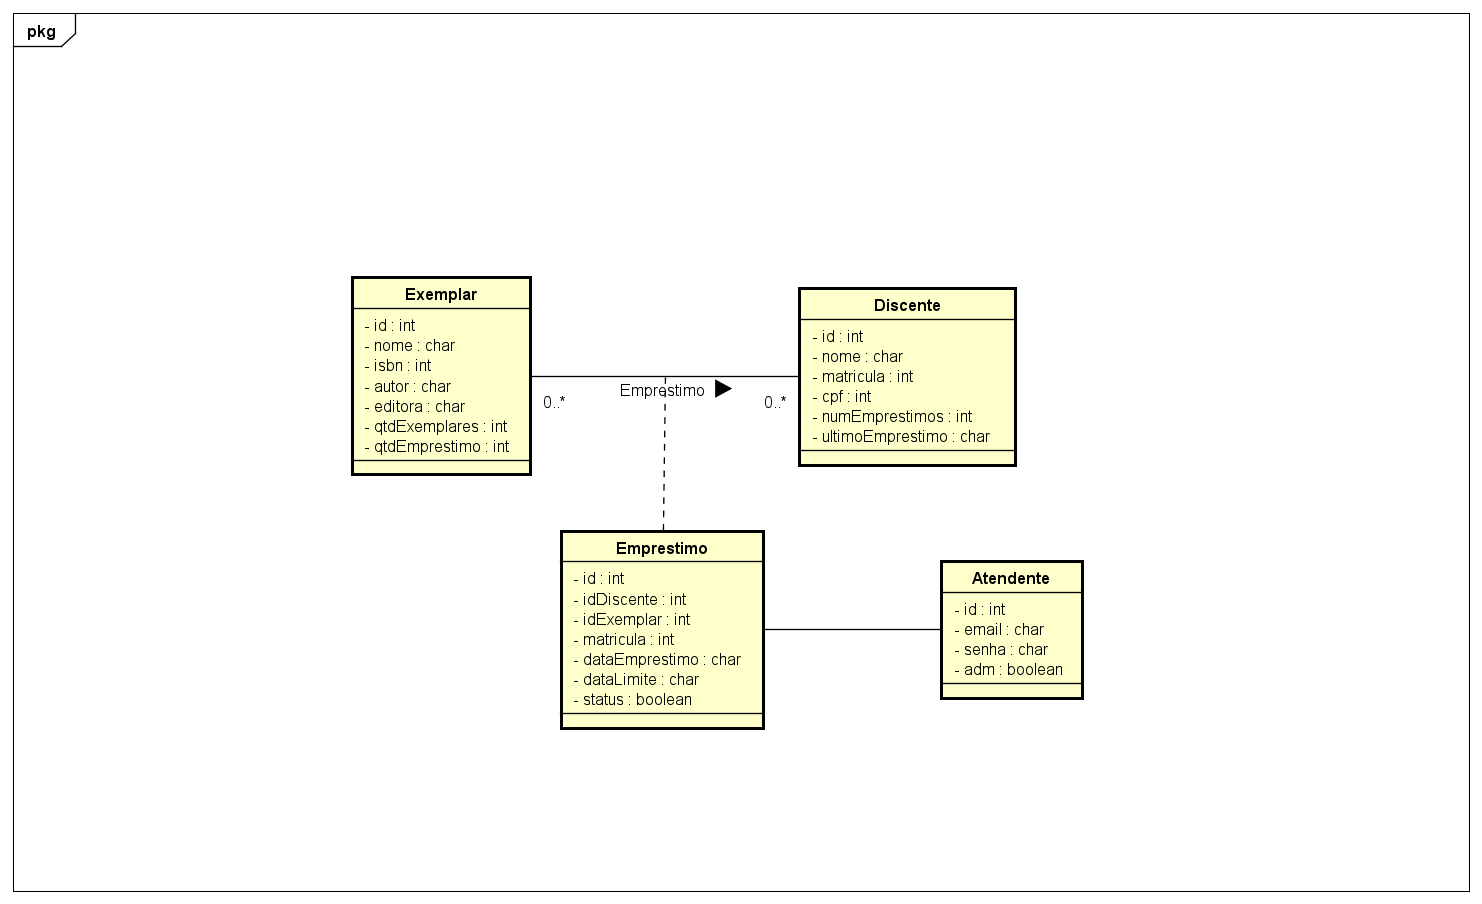 pkg
Exemplar
- id : int
- nome : char
- isbn : int
- autor : char
- editora : char
- qtdExemplares : int
- qtdEmprestimo : int
0..*
Emprestimo
0..*
Discente
- id : int
- nome : char
- matricula : int
- cpf : int
- numEmprestimos : int
- ultimoEmprestimo : char
Emprestimo
- id : int
- idDiscente : int
- idExemplar : int
- matricula : int
- dataEmprestimo : char
- dataLimite : char
- status : boolean
Atendente
- id : int
- email : char
- senha : char
- adm : boolean